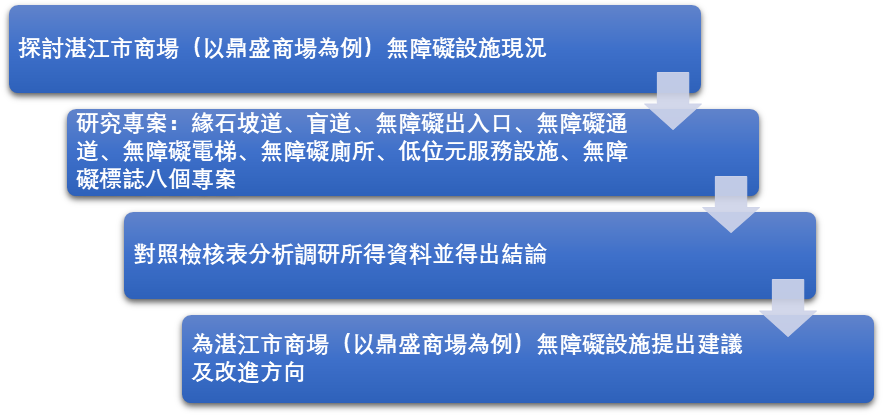 探討湛江市商場（以鼎盛商場為例）無障礙設施現況
研究專案：緣石坡道、盲道、無障礙出入口、無障礙通
道、無障礙電梯、無障礙廁所、低位元服務設施、無障
礙標誌八個專案
對照檢核表分析調研所得資料並得出結論
為湛江市商場（以鼎盛商場為例）無障礙設施提出建議
及改進方向